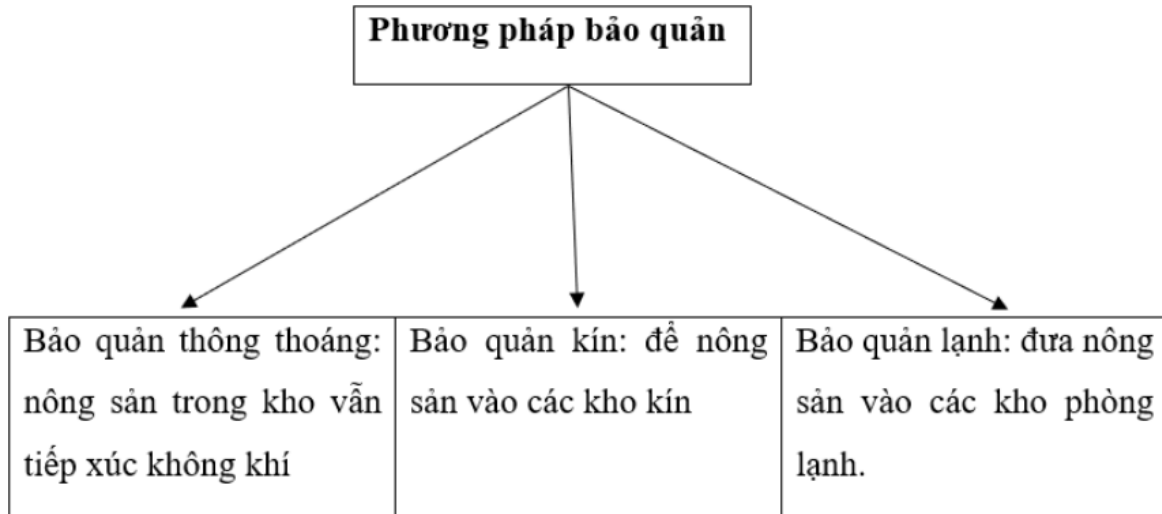 Phương pháp bảo quản
Bảo quản thông thoáng:
nông sản trong kho vẫn
tiếp xúc không khí
Bảo quản kín: để nông
sản vào các kho kín
Bảo quản lạnh: đưa nông
sản vào các kho phòng
lạnh.